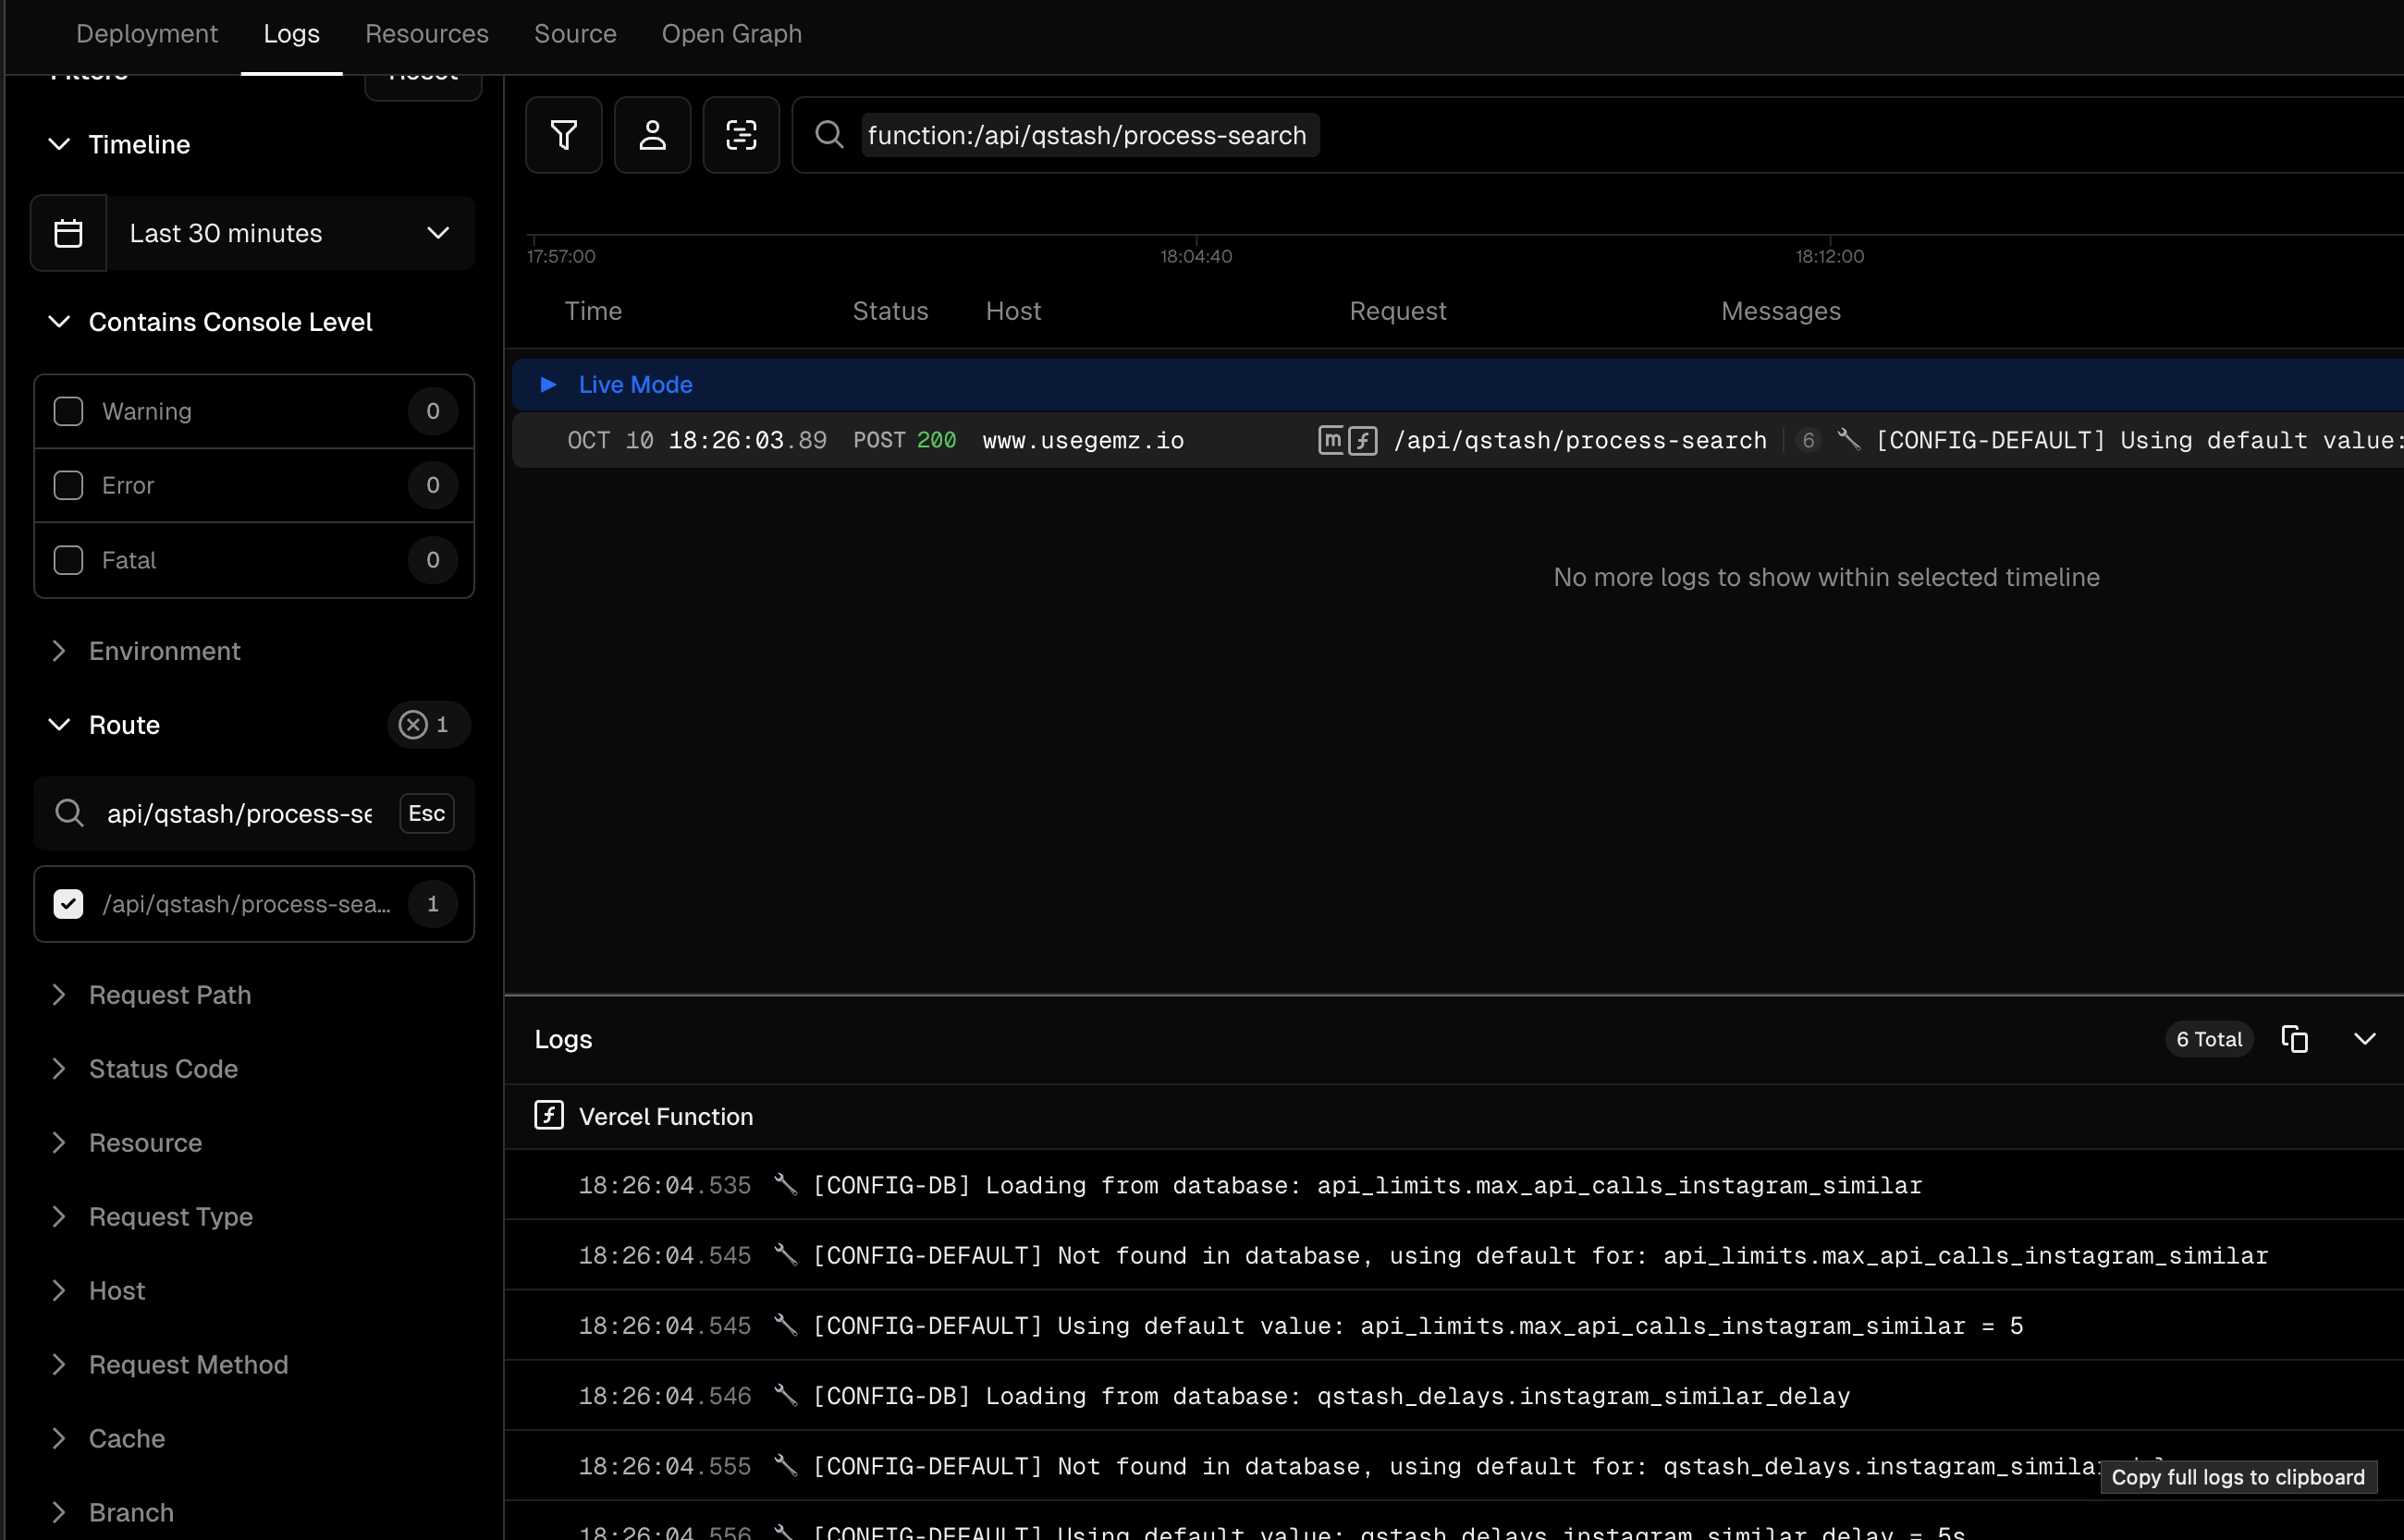 Deployment
Logs
Resources
Source
Open Graph
Filters
Reset
Timeline
Last 30 minutes
Contains Console Level
Warning 0
Error 0
Fatal 0
Environment
Route 1
api/qstash/process-se Esc
/api/qstash/process-sea... 1
Request Path
Status Code
Resource
Request Type
Host
Request Method
Cache
Branch
function:/api/qstash/process-search
17:57:00 18:04:40 18:12:00
Time Status Host Request Messages
Live Mode
OCT 10 18:26:03.89 POST 200 www.usegemz.io m f /api/qstash/process-search 6 [CONFIG-DEFAULT] Using default value:
No more logs to show within selected timeline
Logs 6 Total
f Vercel Function
18:26:04.535 [CONFIG-DB] Loading from database: api_limits.max_api_calls_instagram_similar
18:26:04.545 [CONFIG-DEFAULT] Not found in database, using default for: api_limits.max_api_calls_instagram_similar
18:26:04.545 [CONFIG-DEFAULT] Using default value: api_limits.max_api_calls_instagram_similar = 5
18:26:04.546 [CONFIG-DB] Loading from database: qstash_delays.instagram_similar_delay
18:26:04.555 [CONFIG-DEFAULT] Not found in database, using default for: qstash_delays.instagram_similar
Copy full logs to clipboard
18:26:04.556 [CONFIG-DEFAULT] Using default value: qstash_delays.instagram_similar_delay = 5s